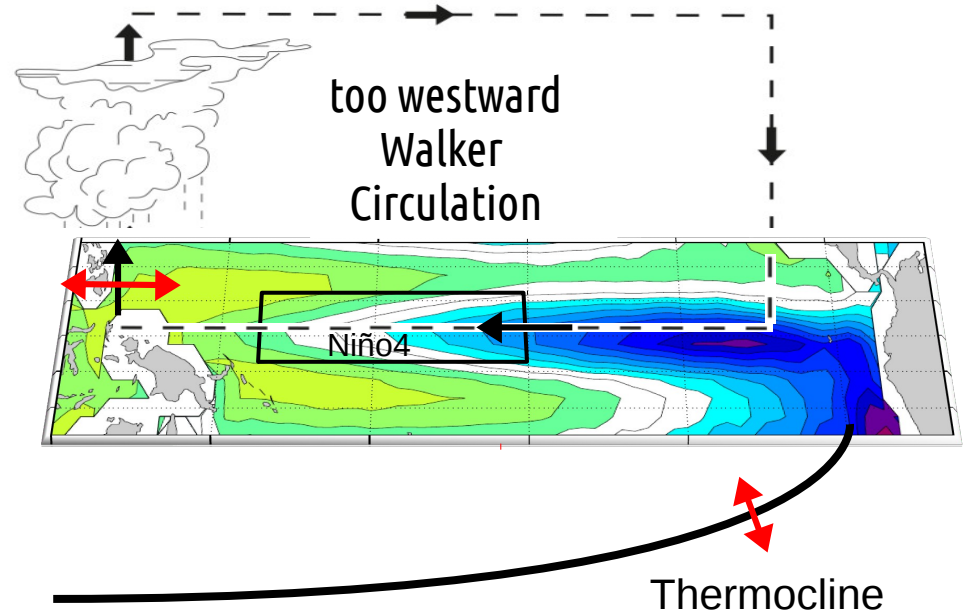 too westward
Walker
Circulation
Niño4
Thermocline